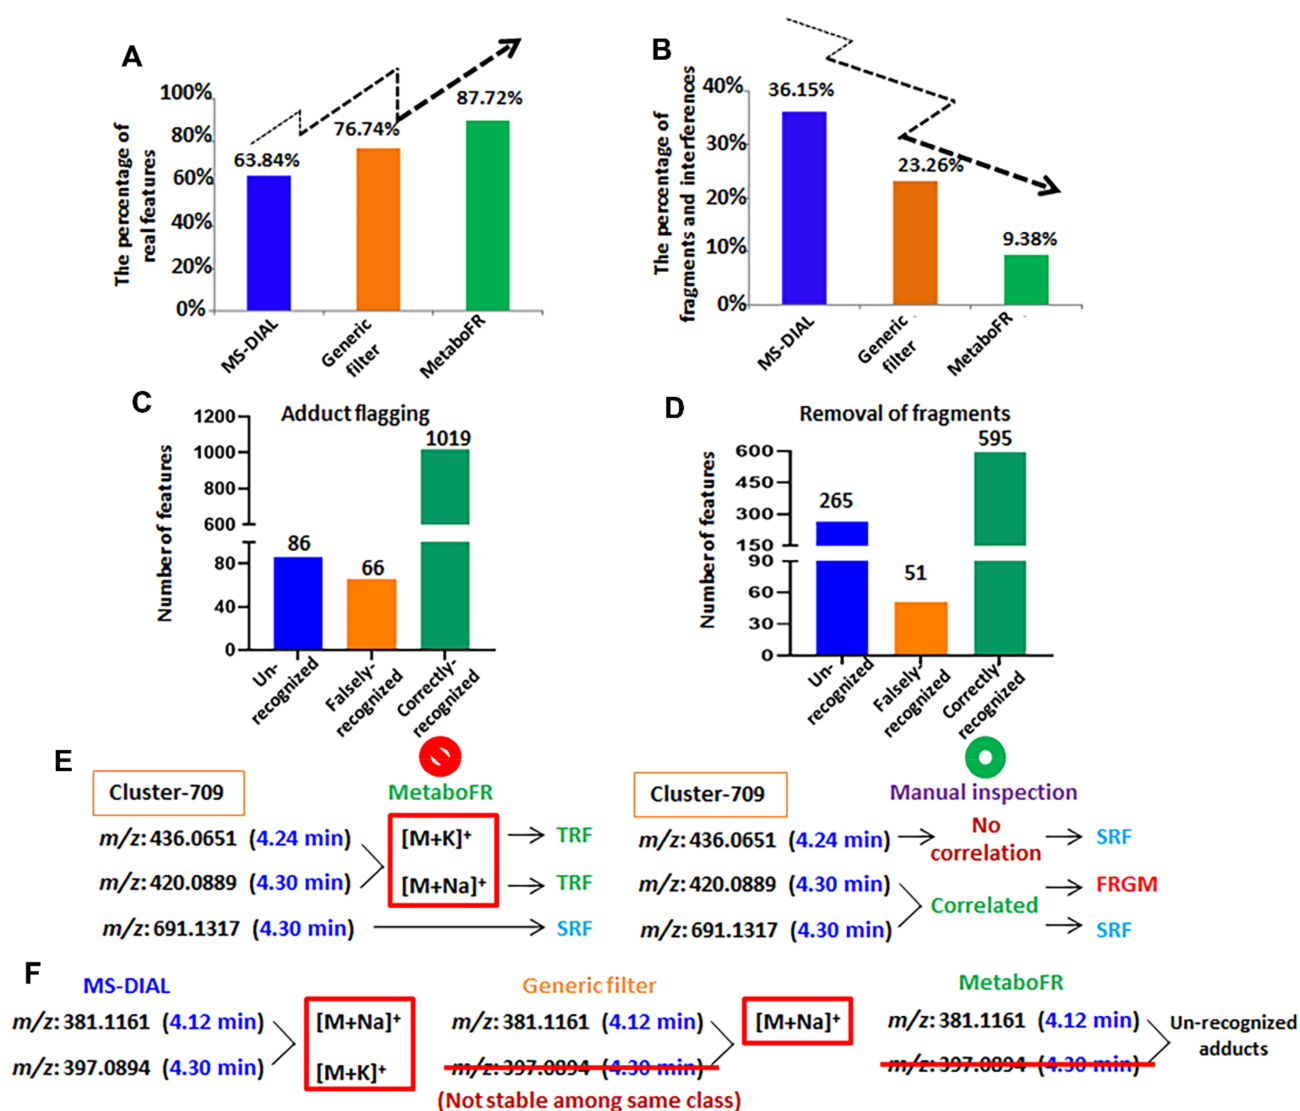 A
The percentage of
real features
100%
80%
60%
40%
20%
0%
63.84%
76.74%
87.72%
MS-DIAL
Generic
filter
MetaboFR
B
The percentage of
fragments and interferences
40%
30%
20%
10%
0%
36.15%
23.26%
9.38%
MS-DIAL
Generic
filter
MetaboFR
C
Adduct flagging
Number of features
1200
1000
800
600
80
40
0
86
66
1019
Un-
recognized
Falsely-
recognized
Correctly-
recognized
D
Removal of fragments
Number of features
600
450
300
150
90
60
30
0
265
51
595
Un-
recognized
Falsely-
recognized
Correctly-
recognized
E
Cluster-709
MetaboFR
m/z: 436.0651 (4.24 min)
[M+K]+
TRF
m/z: 420.0889 (4.30 min)
[M+Na]+
TRF
m/z: 691.1317 (4.30 min)
SRF
Cluster-709
Manual inspection
m/z: 436.0651 (4.24 min)
No
correlation
SRF
m/z: 420.0889 (4.30 min)
FRGM
Correlated
m/z: 691.1317 (4.30 min)
SRF
F
MS-DIAL
m/z: 381.1161 (4.12 min)
[M+Na]+
m/z: 397.0894 (4.30 min)
[M+K]+
Generic filter
m/z: 381.1161 (4.12 min)
[M+Na]+
m/z: 397.0894 (4.30 min)
(Not stable among same class)
MetaboFR
m/z: 381.1161 (4.12 min)
m/z: 397.0894 (4.30 min)
Un-recognized
adducts